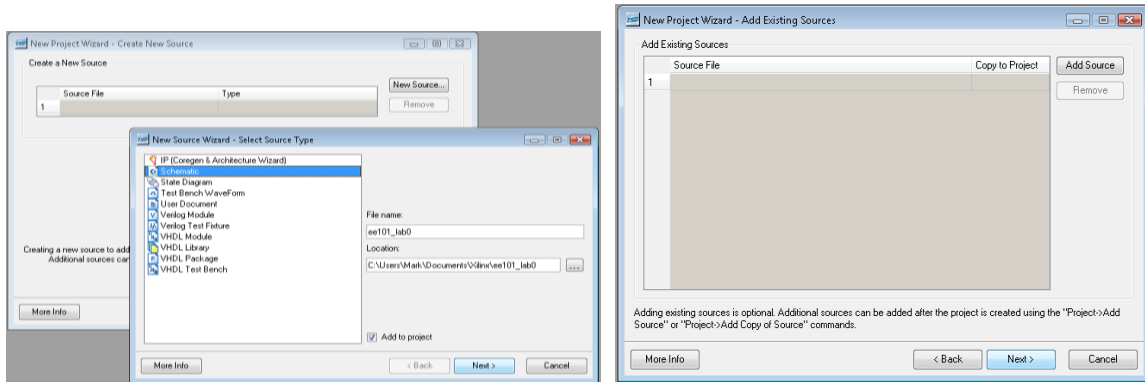 New Project Wizard - Create New Source
Create a New Source
Source File Type
1
New Source...
Remove
Creating a new source to add
Additional sources can
More Info
New Source Wizard - Select Source Type
IP (Coregen & Architecture Wizard)
Schematic
State Diagram
Test Bench WaveForm
User Document
Verilog Module
Verilog Test Fixture
VHDL Module
VHDL Library
VHDL Package
VHDL Test Bench
File name:
ee101_lab0
Location:
C:\Users\Mark\Documents\Xilinx\ee101_lab0
...
Add to project
More Info < Back Next > Cancel
New Project Wizard - Add Existing Sources
Add Existing Sources
Source File Copy to Project
1
Add Source
Remove
Adding existing sources is optional. Additional sources can be added after the project is created using the "Project->Add
Source" or "Project->Add Copy of Source" commands.
More Info < Back Next > Cancel